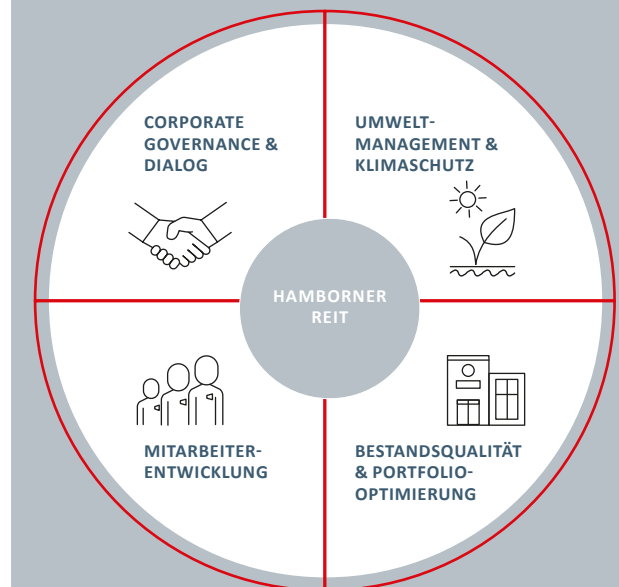 CORPORATE
GOVERNANCE &
DIALOG
UMWELT-
MANAGEMENT &
KLIMASCHUTZ
HAMBORNER
REIT
MITARBEITER-
ENTWICKLUNG
BESTANDSQUALITÄT
& PORTFOLIO-
OPTIMIERUNG